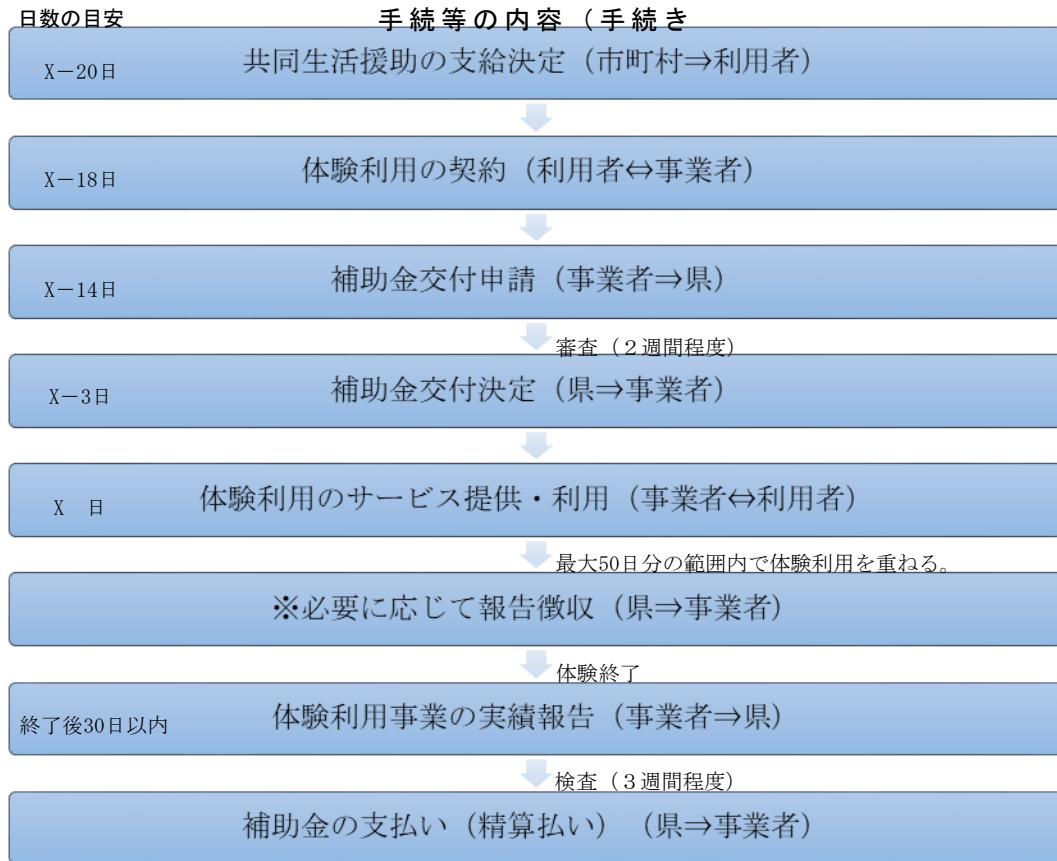 日数の目安 手続等の内容（手続き
X－20日 共同生活援助の支給決定（市町村⇒利用者）
X－18日 体験利用の契約（利用者⇔事業者）
X－14日 補助金交付申請（事業者⇒県）
審査（２週間程度）
X－3日 補助金交付決定（県⇒事業者）
X　日 体験利用のサービス提供・利用（事業者⇔利用者）
最大50日分の範囲内で体験利用を重ねる。
※必要に応じて報告徴収（県⇒事業者）
体験終了
終了後30日以内 体験利用事業の実績報告（事業者⇒県）
検査（３週間程度）
補助金の支払い（精算払い）（県⇒事業者）